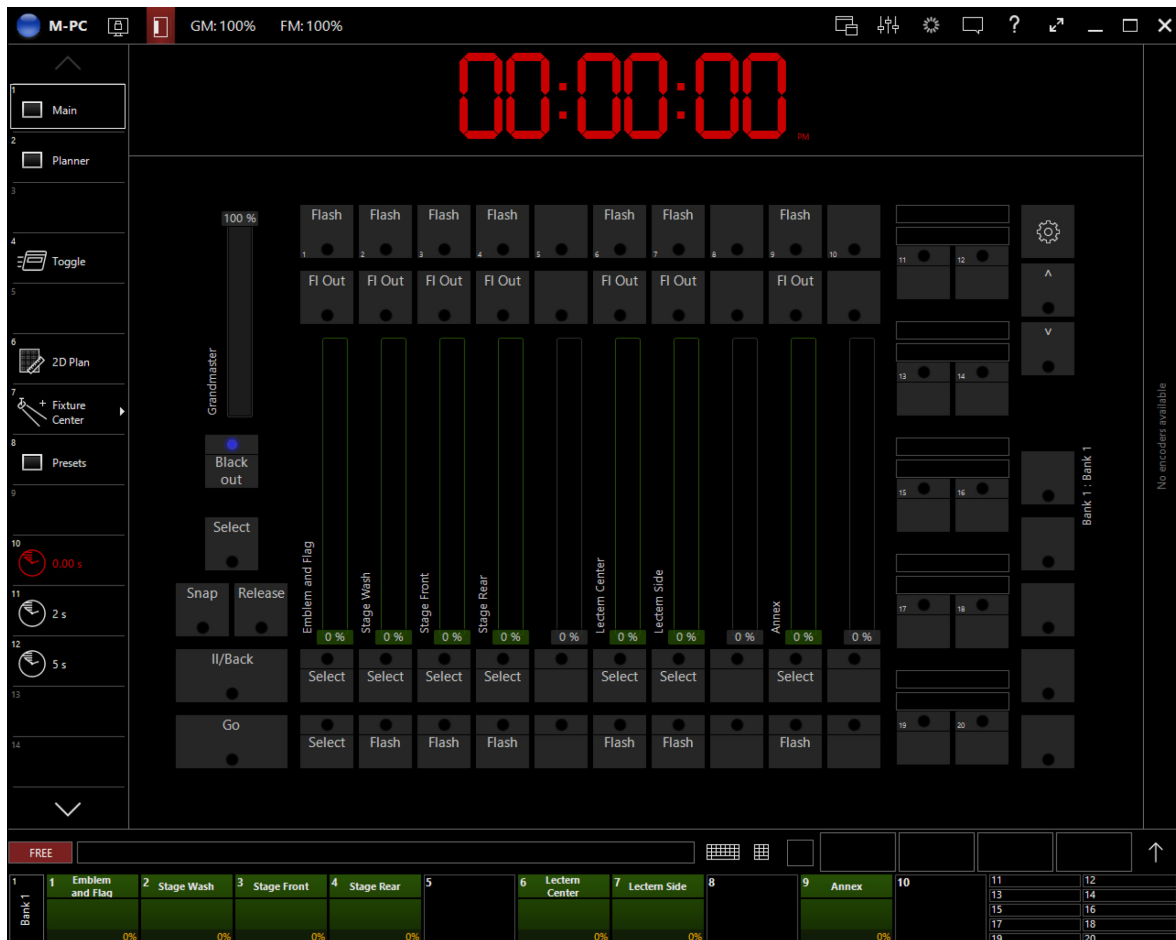 M-PC GM: 100% FM: 100% ?
00:00:00 PM
1 Main
2 Planner
3
4 Toggle
5
6 2D Plan
7 Fixture
Center
8 Presets
9
10 0.00 s
11 2 s
12 5 s
13
14
100 %
Grandmaster
Black
out
Select
Snap Release
II/Back
Go
Flash Flash Flash Flash Flash Flash Flash
1 2 3 4 5 6 7 8 9 10
Fl Out Fl Out Fl Out Fl Out Fl Out Fl Out Fl Out
Emblem and Flag Stage Wash Stage Front Stage Rear Lectem Center Lectem Side Annex
0 % 0 % 0 % 0 % 0 % 0 % 0 % 0 % 0 % 0 %
Select Select Select Select Select Select Select
Select Flash Flash Flash Flash Flash Flash
11 12
13 14
15 16
17 18
19 20
Bank 1 : Bank 1
No encoders available
FREE
1 Bank 1
1 Emblem
and Flag
0%
2 Stage Wash
0%
3 Stage Front
0%
4 Stage Rear
0%
5
6 Lectern
Center
0%
7 Lectern Side
0%
8
9 Annex
0%
10
11 12
13 14
15 16
17 18
19 20